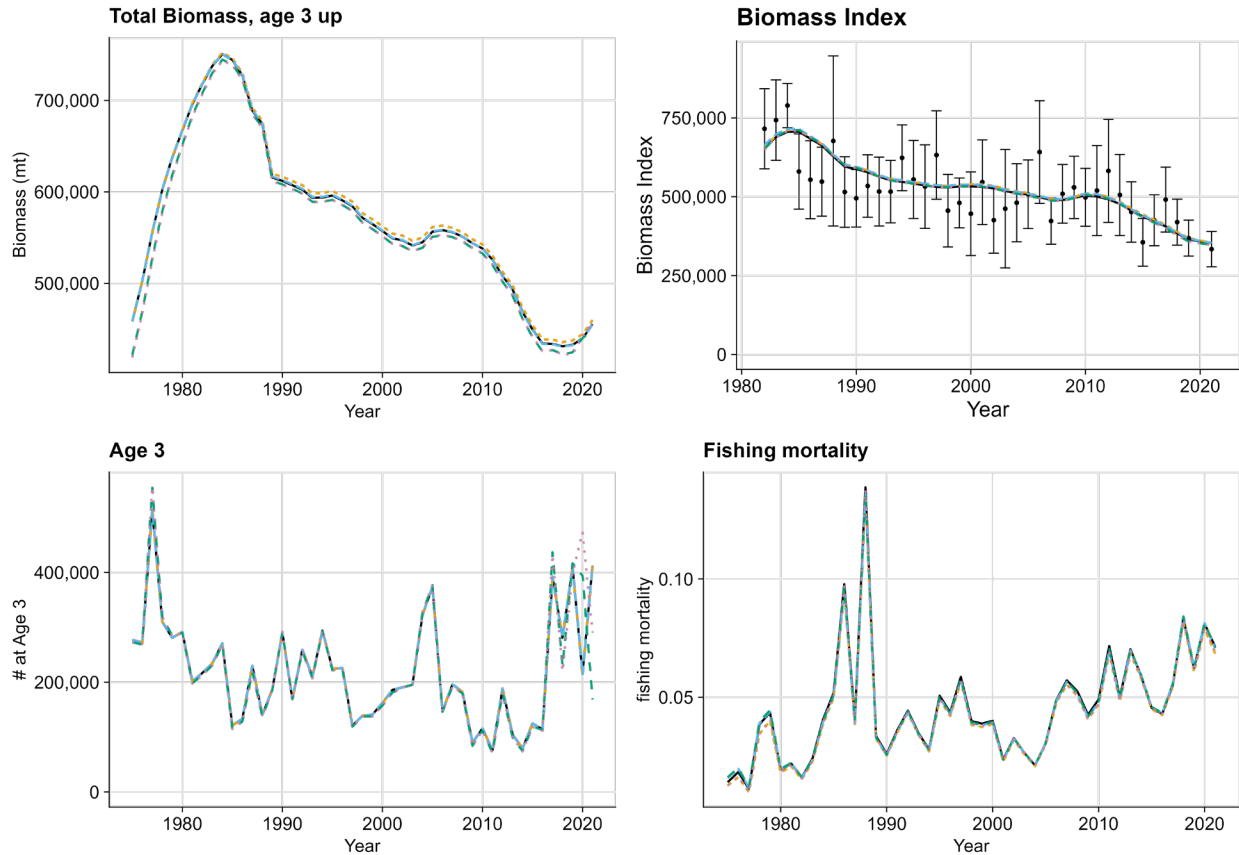 Total Biomass, age 3 up
Biomass (mt)
700,000
600,000
500,000
1980 1990 2000 2010 2020
Year
Biomass Index
Biomass Index
750,000
500,000
250,000
0
1980 1990 2000 2010 2020
Year
Age 3
# at Age 3
400,000
200,000
0
1980 1990 2000 2010 2020
Year
Fishing mortality
fishing mortality
0.10
0.05
1980 1990 2000 2010 2020
Year